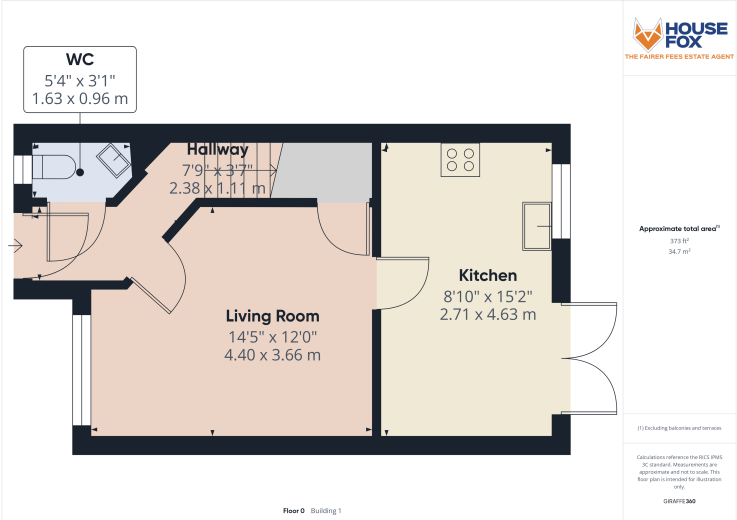 WC
5'4" x 3'1"
1.63 x 0.96 m
Hallway
7'9" x 3'7"
2.38 x 1.11 m
Living Room
14'5" x 12'0"
4.40 x 3.66 m
Kitchen
8'10" x 15'2"
2.71 x 4.63 m
Floor 0 Building 1
HOUSE
FOX
THE FAIRER FEES ESTATE AGENT
Approximate total area(1)
373 ft²
34.7 m²
(1) Excluding balconies and terraces
Calculations reference the RICS IPMS
3C standard. Measurements are
approximate and not to scale. This
floor plan is intended for illustration
only.
GIRAFFE360